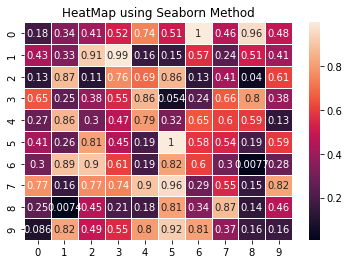 HeatMap using Seaborn Method
0 0.18 0.34 0.41 0.52 0.74 0.51 1 0.46 0.96 0.48
1 0.43 0.33 0.91 0.99 0.16 0.15 0.57 0.24 0.51 0.41
2 0.13 0.87 0.11 0.76 0.69 0.86 0.13 0.41 0.04 0.61
3 0.65 0.25 0.38 0.55 0.86 0.054 0.24 0.66 0.8 0.38
4 0.27 0.86 0.3 0.47 0.79 0.32 0.65 0.6 0.59 0.13
5 0.41 0.26 0.81 0.45 0.19 1 0.58 0.54 0.19 0.59
6 0.3 0.89 0.9 0.61 0.19 0.82 0.6 0.3 0.0077 0.28
7 0.77 0.16 0.77 0.74 0.9 0.96 0.29 0.55 0.15 0.82
8 0.25 0.0074 0.45 0.21 0.18 0.81 0.34 0.87 0.14 0.46
9 0.086 0.82 0.49 0.55 0.8 0.92 0.81 0.37 0.16 0.16
0 1 2 3 4 5 6 7 8 9
0.8
0.6
0.4
0.2